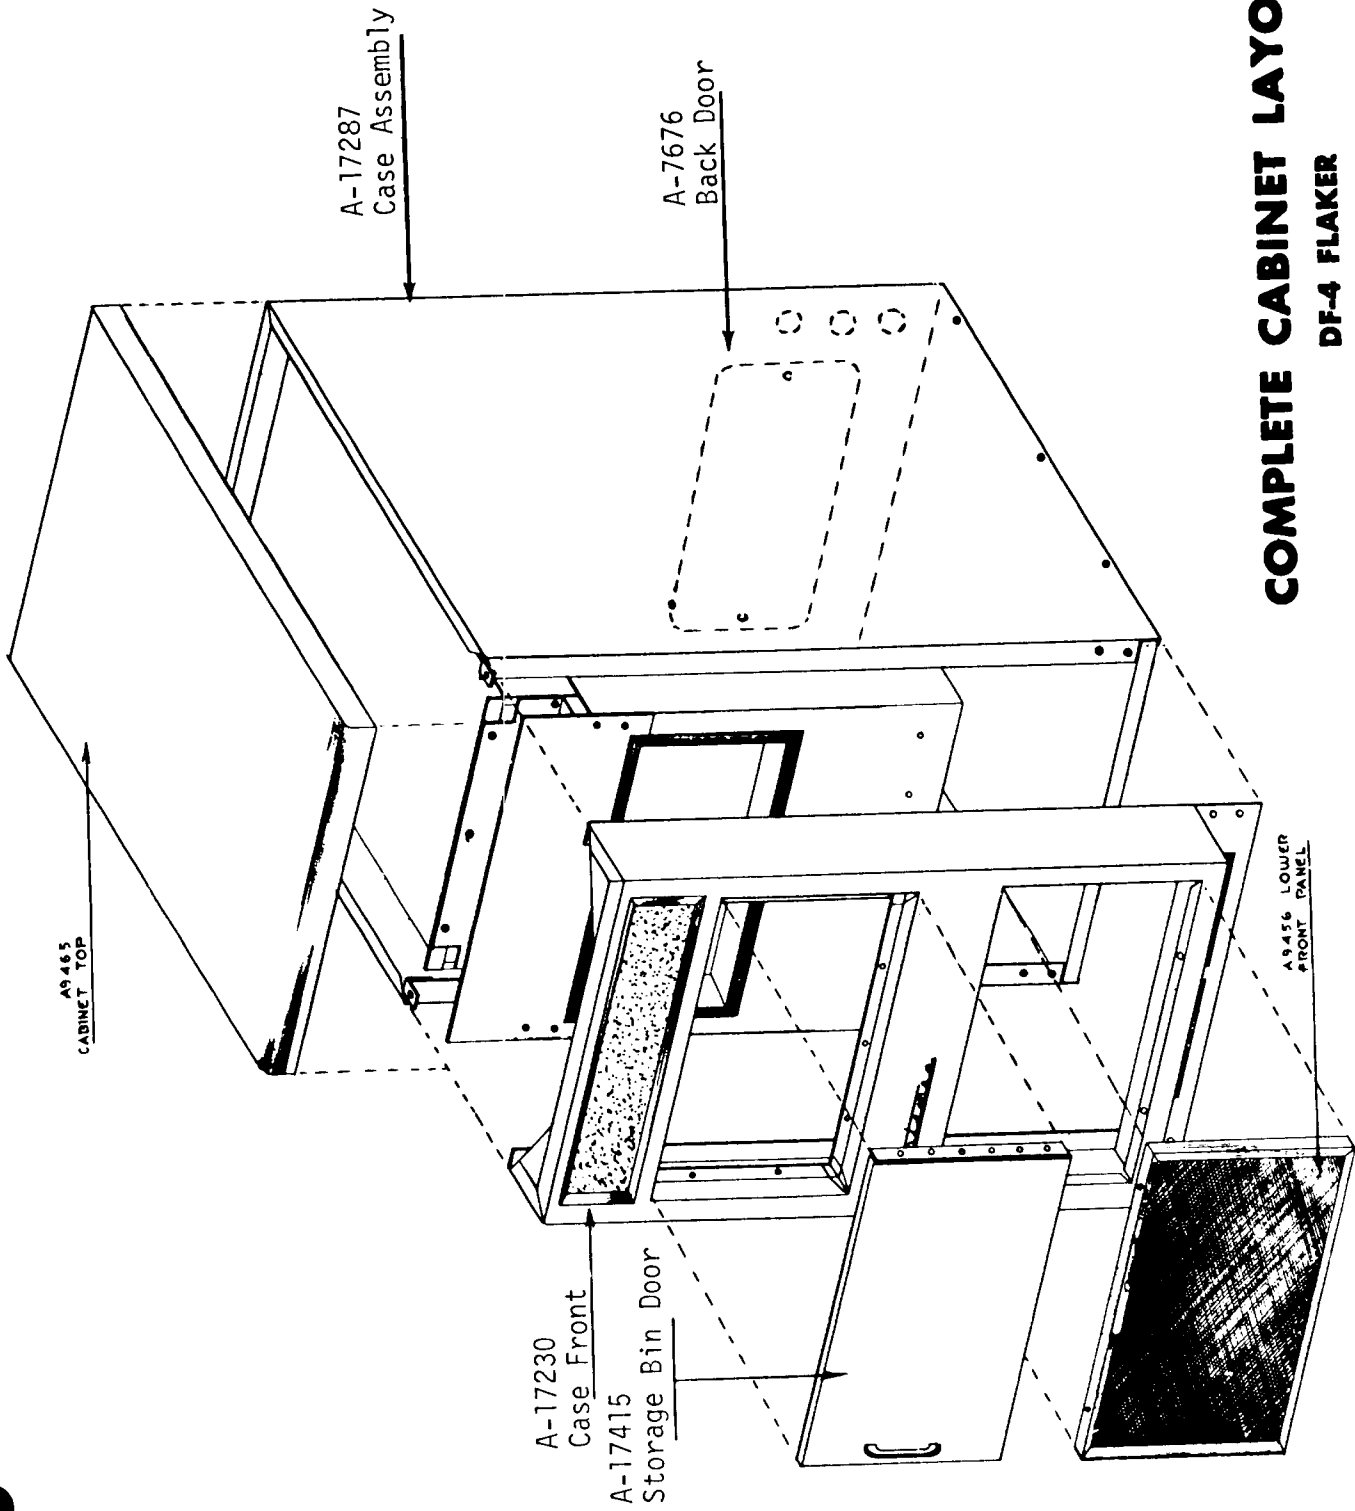 A9465
CABINET TOP
A-17287
Case Assembly
A-7676
Back Door
A-17230
Case Front
A-17415
Storage Bin Door
A9456 LOWER
FRONT PANEL
COMPLETE CABINET LAYO
DF-4 FLAKER